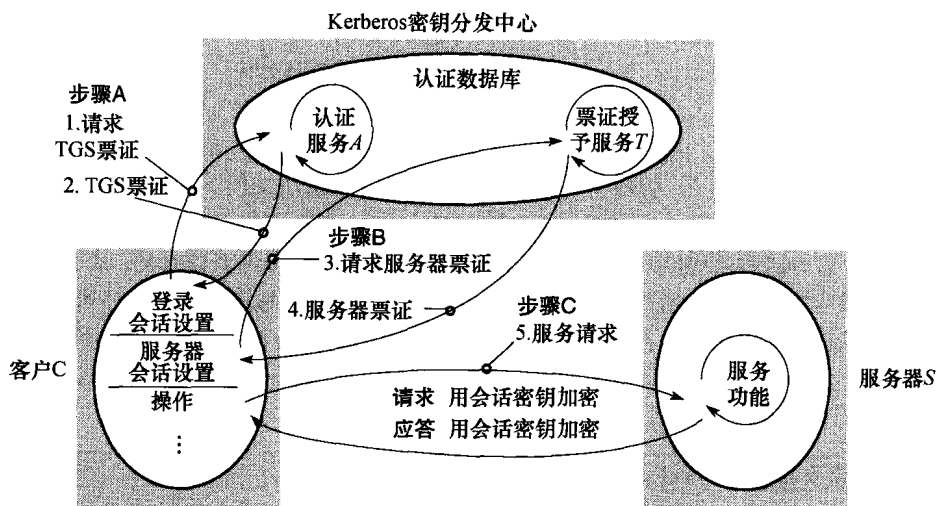 Kerberos密钥分发中心
认证数据库
步骤A
1.请求
TGS票证
2. TGS票证
认证
服务A
票证授
予服务T
步骤B
3.请求服务器票证
4.服务器票证
步骤C
5.服务请求
客户C
登录
会话设置
服务器
会话设置
操作
⋮
请求 用会话密钥加密
应答 用会话密钥加密
服务
功能
服务器S